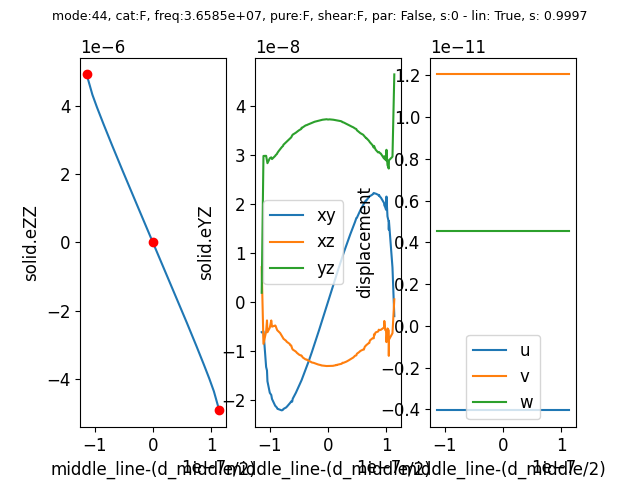 mode:44, cat:F, freq:3.6585e+07, pure:F, shear:F, par: False, s:0 - lin: True, s: 0.9997
1e−6
1e−8
1e−11
solid.eZZ
4
2
0
−2
−4
−1
0
1
1e−7
middle_line-(d_middle/2)
solid.eYZ
4
3
2
1
0
−1
−2
xy
xz
yz
−1
0
1
1e−7
middle_line-(d_middle/2)
displacement
1.2
1.0
0.8
0.6
0.4
0.2
0.0
−0.2
−0.4
u
v
w
−1
0
1
1e−7
middle_line-(d_middle/2)